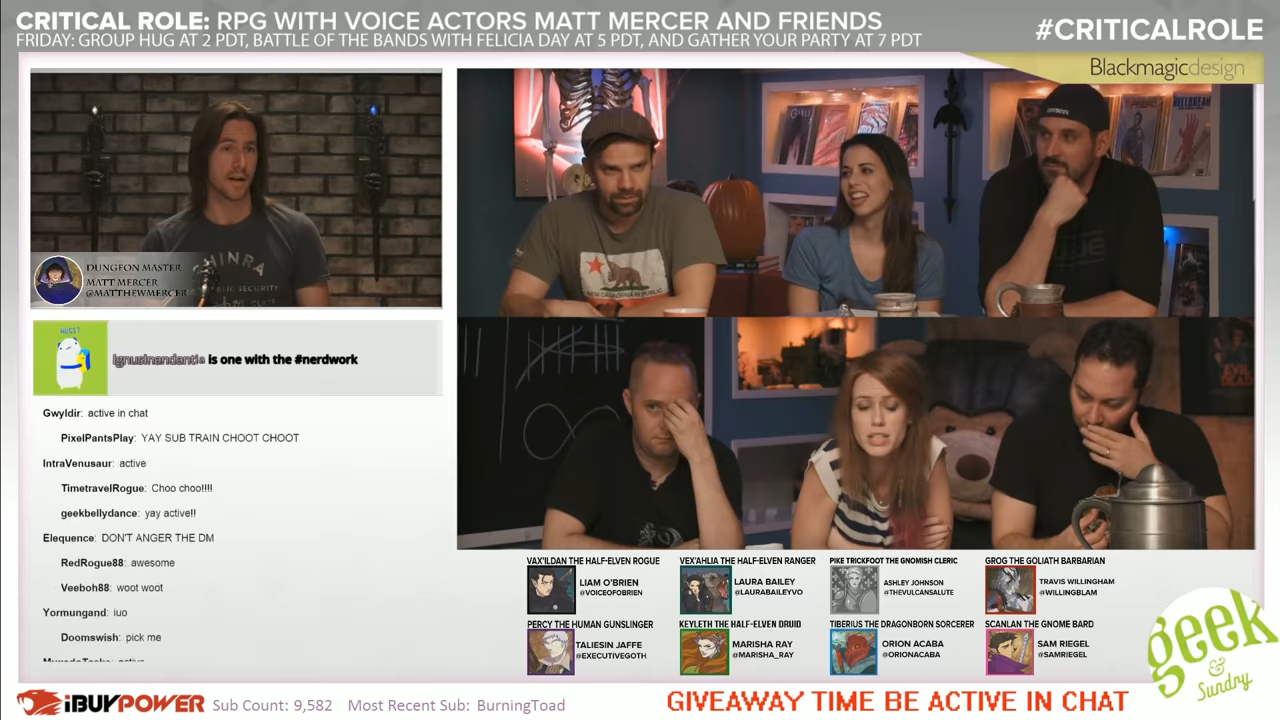 CRITICAL ROLE: RPG WITH VOICE ACTORS MATT MERCER AND FRIENDS
FRIDAY: GROUP HUG AT 2 PDT, BATTLE OF THE BANDS WITH FELICIA DAY AT 5 PDT, AND GATHER YOUR PARTY AT 7 PDT
#CRITICALROLE
Blackmagicdesign
HINRA
DUNGEON MASTER
MATT MERCER
@MATTHEWMERCER
NEW CALIFORNIA REPUBLIC
HELLBREAK
EVIL
DEAD
HUGS?
is one with the #nerdwork
Gwyldir: active in chat
PixelPantsPlay: YAY SUB TRAIN CHOOT CHOOT
IntraVenusaur: active
TimetravelRogue: Choo choo!!!!
geekbellydance: yay active!!
Elequence: DON'T ANGER THE DM
RedRogue88: awesome
Veeboh88: woot woot
Yormungand: iuo
Doomswish: pick me
VAX'ILDAN THE HALF-ELVEN ROGUE
LIAM O'BRIEN
@VOICEOFOBRIEN
VEX'AHLIA THE HALF-ELVEN RANGER
LAURA BAILEY
@LAURABAILEYVO
PIKE TRICKFOOT THE GNOMISH CLERIC
ASHLEY JOHNSON
@THEVULCANSALUTE
GROG THE GOLIATH BARBARIAN
TRAVIS WILLINGHAM
@WILLINGBLAM
PERCY THE HUMAN GUNSLINGER
TALIESIN JAFFE
@EXECUTIVEGOTH
KEYLETH THE HALF-ELVEN DRUID
MARISHA RAY
@MARISHA_RAY
TIBERIUS THE DRAGONBORN SORCERER
ORION ACABA
@ORIONACABA
SCANLAN THE GNOME BARD
SAM RIEGEL
@SAMRIEGEL
geek
&
Sundry
iBUYPOWER
Sub Count: 9,582 Most Recent Sub: BurningToad
GIVEAWAY TIME BE ACTIVE IN CHAT